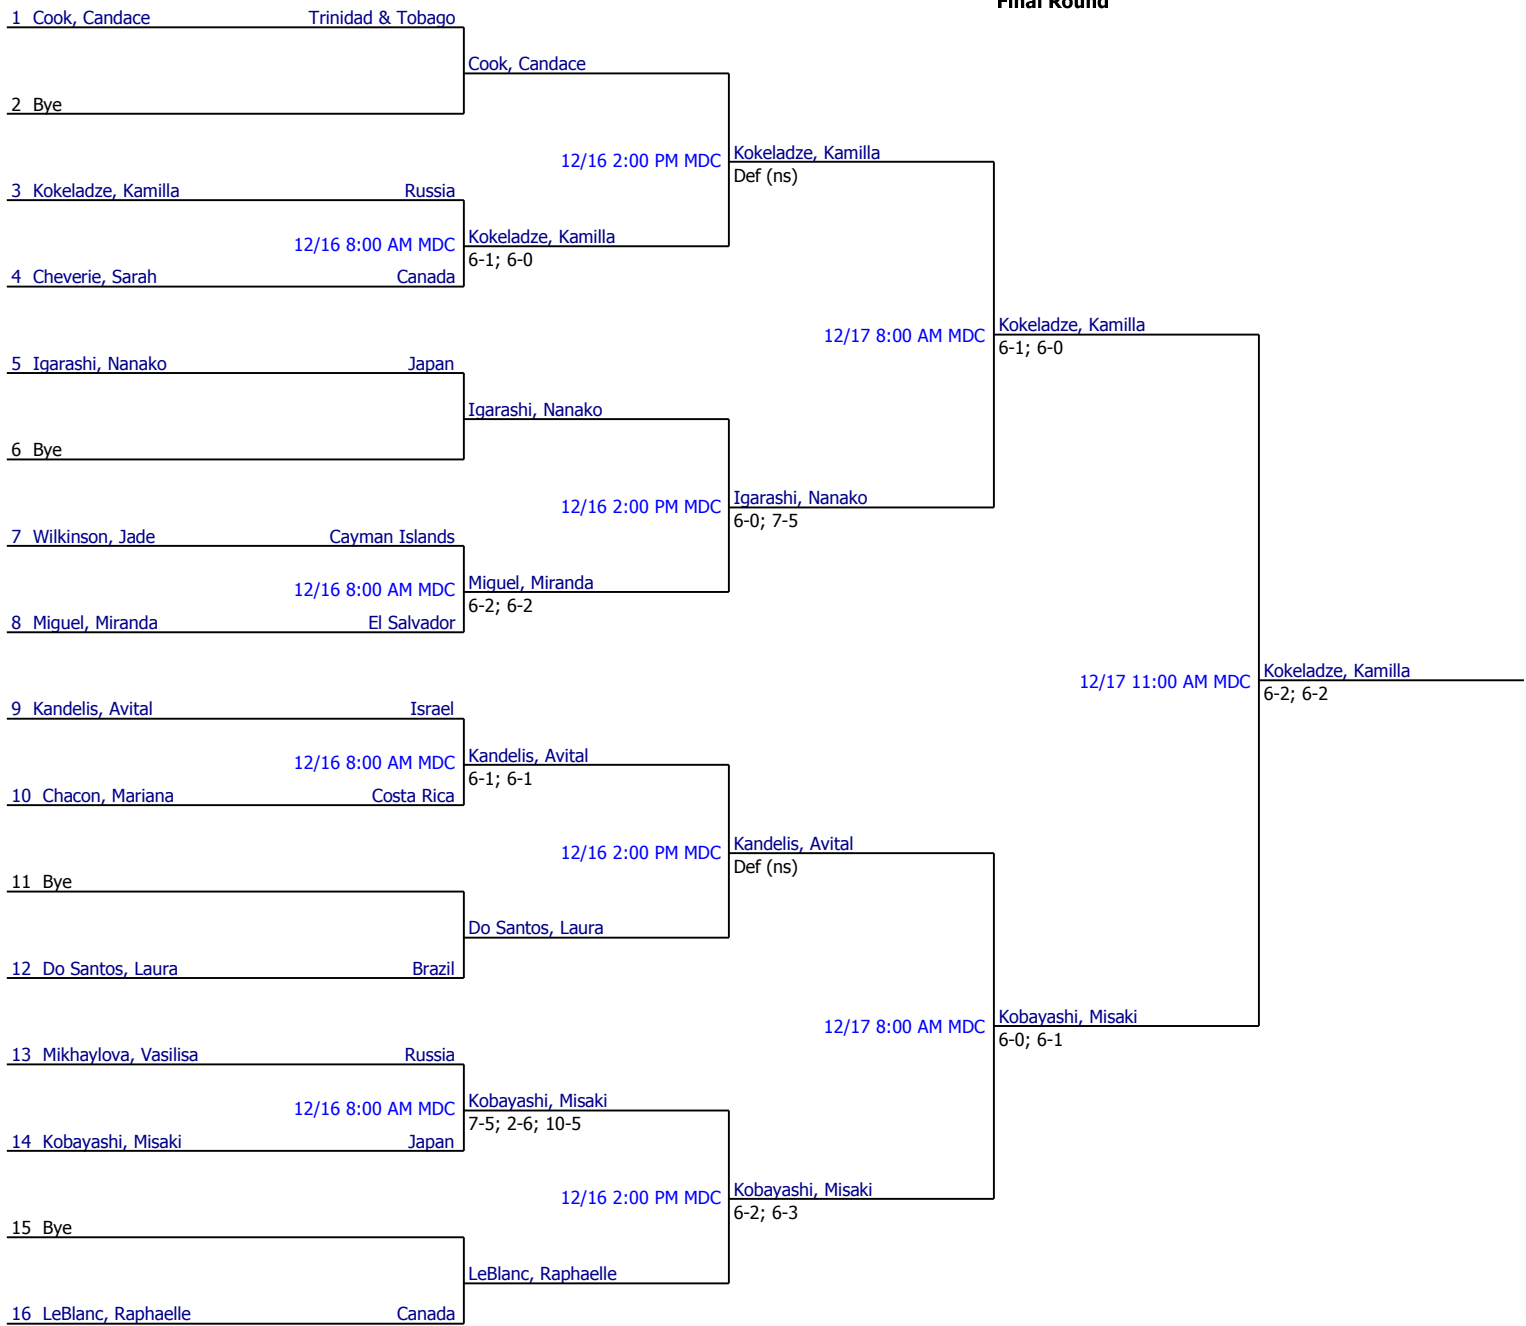 Final Round
1 Cook, Candace Trinidad & Tobago
Cook, Candace
2 Bye
12/16 2:00 PM MDC Kokeladze, Kamilla
Def (ns)
3 Kokeladze, Kamilla Russia
12/16 8:00 AM MDC Kokeladze, Kamilla
6-1; 6-0
4 Cheverie, Sarah Canada
12/17 8:00 AM MDC Kokeladze, Kamilla
6-1; 6-0
5 Igarashi, Nanako Japan
Igarashi, Nanako
6 Bye
12/16 2:00 PM MDC Igarashi, Nanako
6-0; 7-5
7 Wilkinson, Jade Cayman Islands
12/16 8:00 AM MDC Miguel, Miranda
6-2; 6-2
8 Miguel, Miranda El Salvador
12/17 11:00 AM MDC Kokeladze, Kamilla
6-2; 6-2
9 Kandelis, Avital Israel
12/16 8:00 AM MDC Kandelis, Avital
6-1; 6-1
10 Chacon, Mariana Costa Rica
12/16 2:00 PM MDC Kandelis, Avital
Def (ns)
11 Bye
Do Santos, Laura
12 Do Santos, Laura Brazil
12/17 8:00 AM MDC Kobayashi, Misaki
6-0; 6-1
13 Mikhaylova, Vasilisa Russia
12/16 8:00 AM MDC Kobayashi, Misaki
7-5; 2-6; 10-5
14 Kobayashi, Misaki Japan
12/16 2:00 PM MDC Kobayashi, Misaki
6-2; 6-3
15 Bye
LeBlanc, Raphaelle
16 LeBlanc, Raphaelle Canada